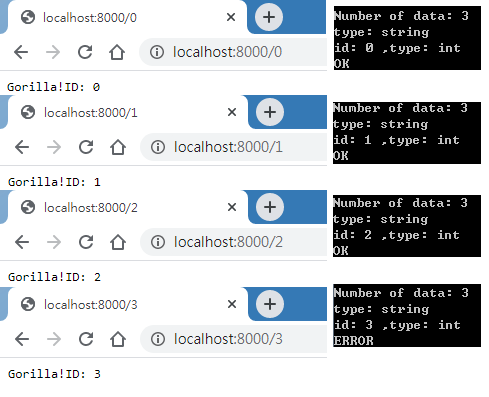 localhost:8000/0
localhost:8000/0
Gorilla!ID: 0
Number of data: 3
type: string
id: 0 ,type: int
OK
localhost:8000/1
localhost:8000/1
Gorilla!ID: 1
Number of data: 3
type: string
id: 1 ,type: int
OK
localhost:8000/2
localhost:8000/2
Gorilla!ID: 2
Number of data: 3
type: string
id: 2 ,type: int
OK
localhost:8000/3
localhost:8000/3
Gorilla!ID: 3
Number of data: 3
type: string
id: 3 ,type: int
ERROR